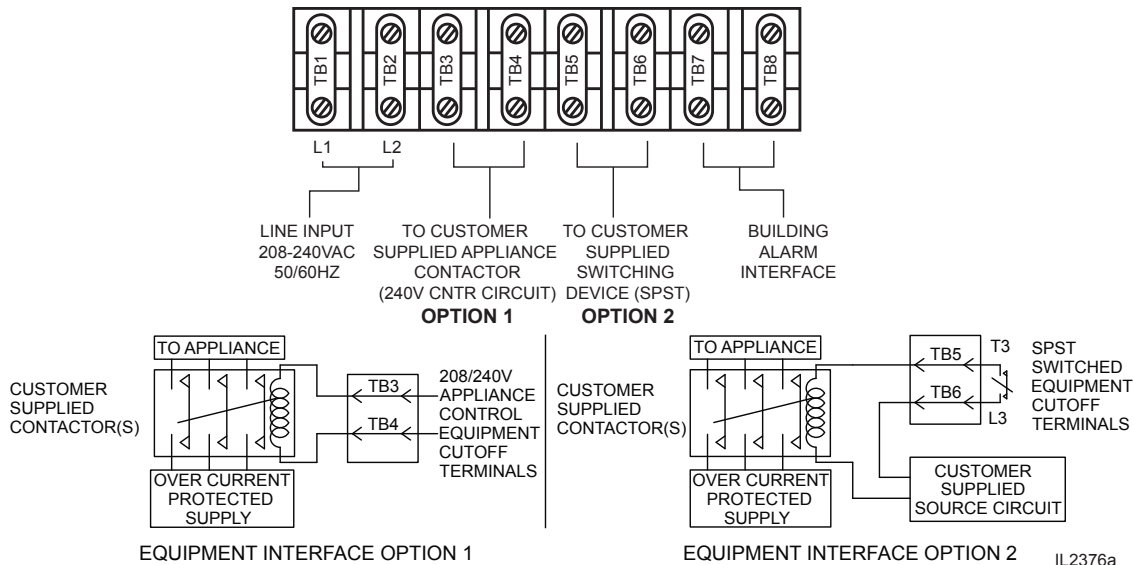 TB1
TB2
TB3
TB4
TB5
TB6
TB7
TB8
L1
L2
LINE INPUT
208-240VAC
50/60HZ
TO CUSTOMER
SUPPLIED APPLIANCE
CONTACTOR
(240V CNTR CIRCUIT)
OPTION 1
TO CUSTOMER
SUPPLIED
SWITCHING
DEVICE (SPST)
OPTION 2
BUILDING
ALARM
INTERFACE
TO APPLIANCE
CUSTOMER
SUPPLIED
CONTACTOR(S)
OVER CURRENT
PROTECTED
SUPPLY
TB3
TB4
208/240V
APPLIANCE
CONTROL
EQUIPMENT
CUTOFF
TERMINALS
EQUIPMENT INTERFACE OPTION 1
TO APPLIANCE
CUSTOMER
SUPPLIED
CONTACTOR(S)
OVER CURRENT
PROTECTED
SUPPLY
TB5
TB6
T3
L3
SPST
SWITCHED
EQUIPMENT
CUTOFF
TERMINALS
CUSTOMER
SUPPLIED
SOURCE CIRCUIT
EQUIPMENT INTERFACE OPTION 2
IL2376a